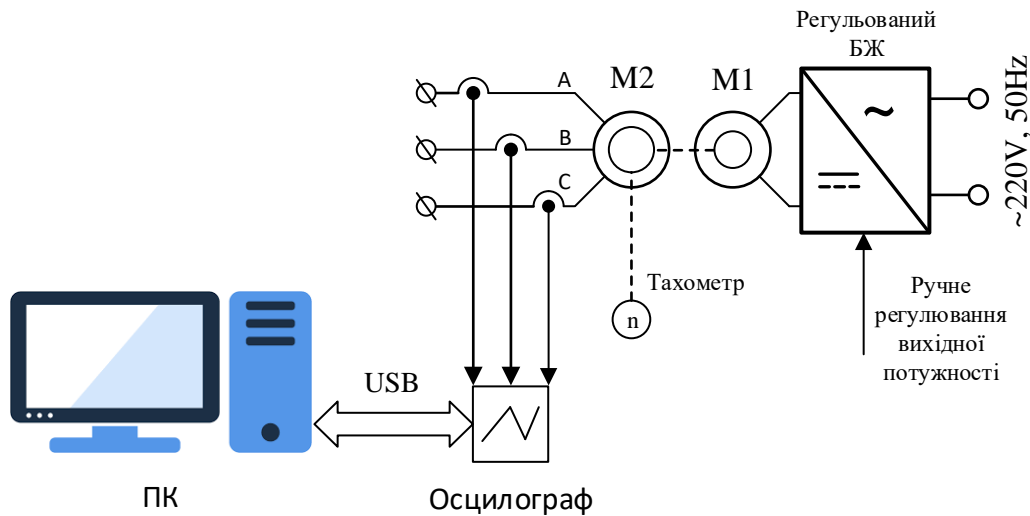 Регульований
БЖ
M2
M1
A
B
C
~
~220V, 50Hz
Тахометр
n
Ручне
регулювання
вихідної
потужності
USB
ПК
Осцилограф